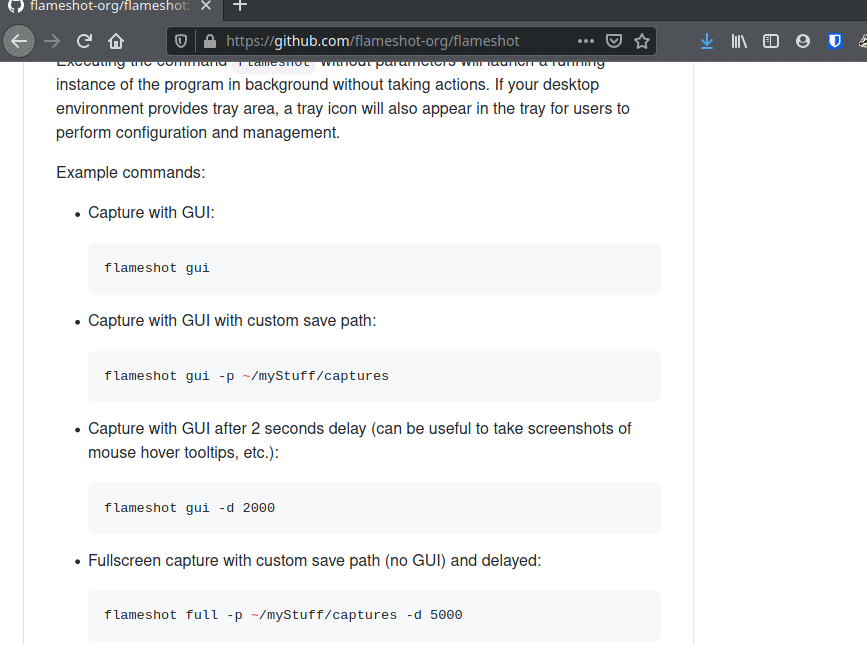 flameshot-org/flameshot:
https://github.com/flameshot-org/flameshot
Executing the command flameshot without parameters will launch a running
instance of the program in background without taking actions. If your desktop
environment provides tray area, a tray icon will also appear in the tray for users to
perform configuration and management.
Example commands:
• Capture with GUI:
flameshot gui
• Capture with GUI with custom save path:
flameshot gui -p ~/myStuff/captures
• Capture with GUI after 2 seconds delay (can be useful to take screenshots of
mouse hover tooltips, etc.):
flameshot gui -d 2000
• Fullscreen capture with custom save path (no GUI) and delayed:
flameshot full -p ~/myStuff/captures -d 5000